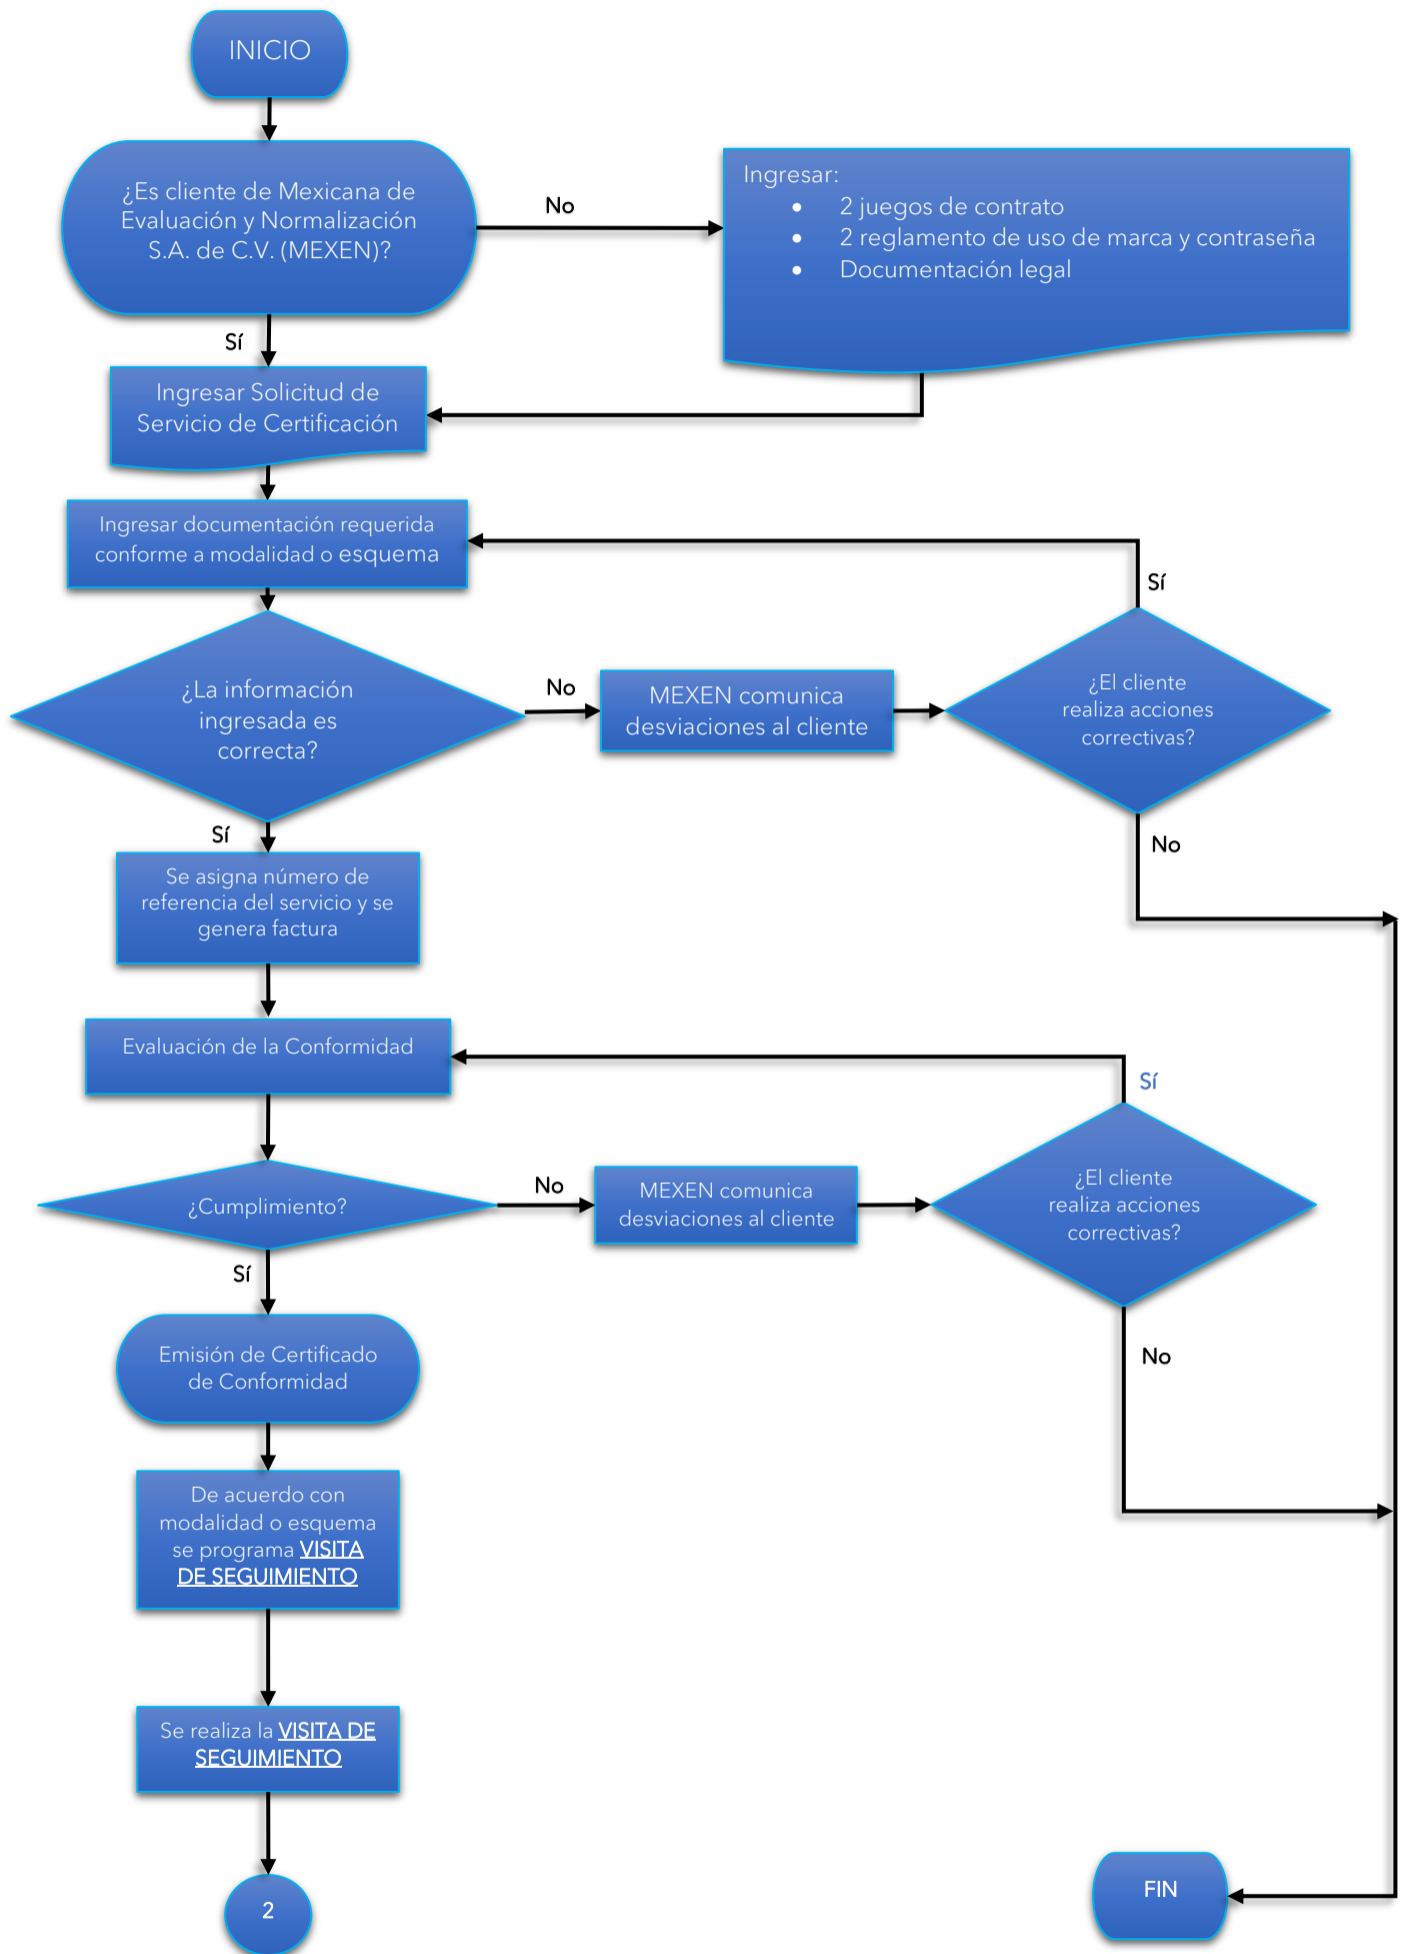 INICIO
¿Es cliente de Mexicana de
Evaluación y Normalización
S.A. de C.V. (MEXEN)?
No
Ingresar:
• 2 juegos de contrato
• 2 reglamento de uso de marca y contraseña
• Documentación legal
Sí
Ingresar Solicitud de
Servicio de Certificación
Ingresar documentación requerida
conforme a modalidad o esquema
Sí
¿La información
ingresada es
correcta?
No
MEXEN comunica
desviaciones al cliente
¿El cliente
realiza acciones
correctivas?
Sí
No
Se asigna número de
referencia del servicio y se
genera factura
Evaluación de la Conformidad
Sí
¿Cumplimiento?
No
MEXEN comunica
desviaciones al cliente
¿El cliente
realiza acciones
correctivas?
Sí
No
Emisión de Certificado
de Conformidad
De acuerdo con
modalidad o esquema
se programa VISITA
DE SEGUIMIENTO
Se realiza la VISITA DE
SEGUIMIENTO
2
FIN